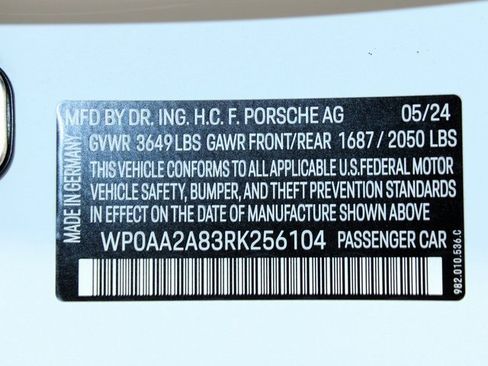 MFD BY DR. ING. H.C. F. PORSCHE AG 05/24
GVWR 3649 LBS GAWR FRONT/REAR 1687 / 2050 LBS
THIS VEHICLE CONFORMS TO ALL APPLICABLE U.S.FEDERAL MOTOR
VEHICLE SAFETY, BUMPER, AND THEFT PREVENTION STANDARDS
IN EFFECT ON THE DATE OF MANUFACTURE SHOWN ABOVE
WP0AA2A83RK256104 PASSENGER CAR
MADE IN GERMANY
982.010.536.C